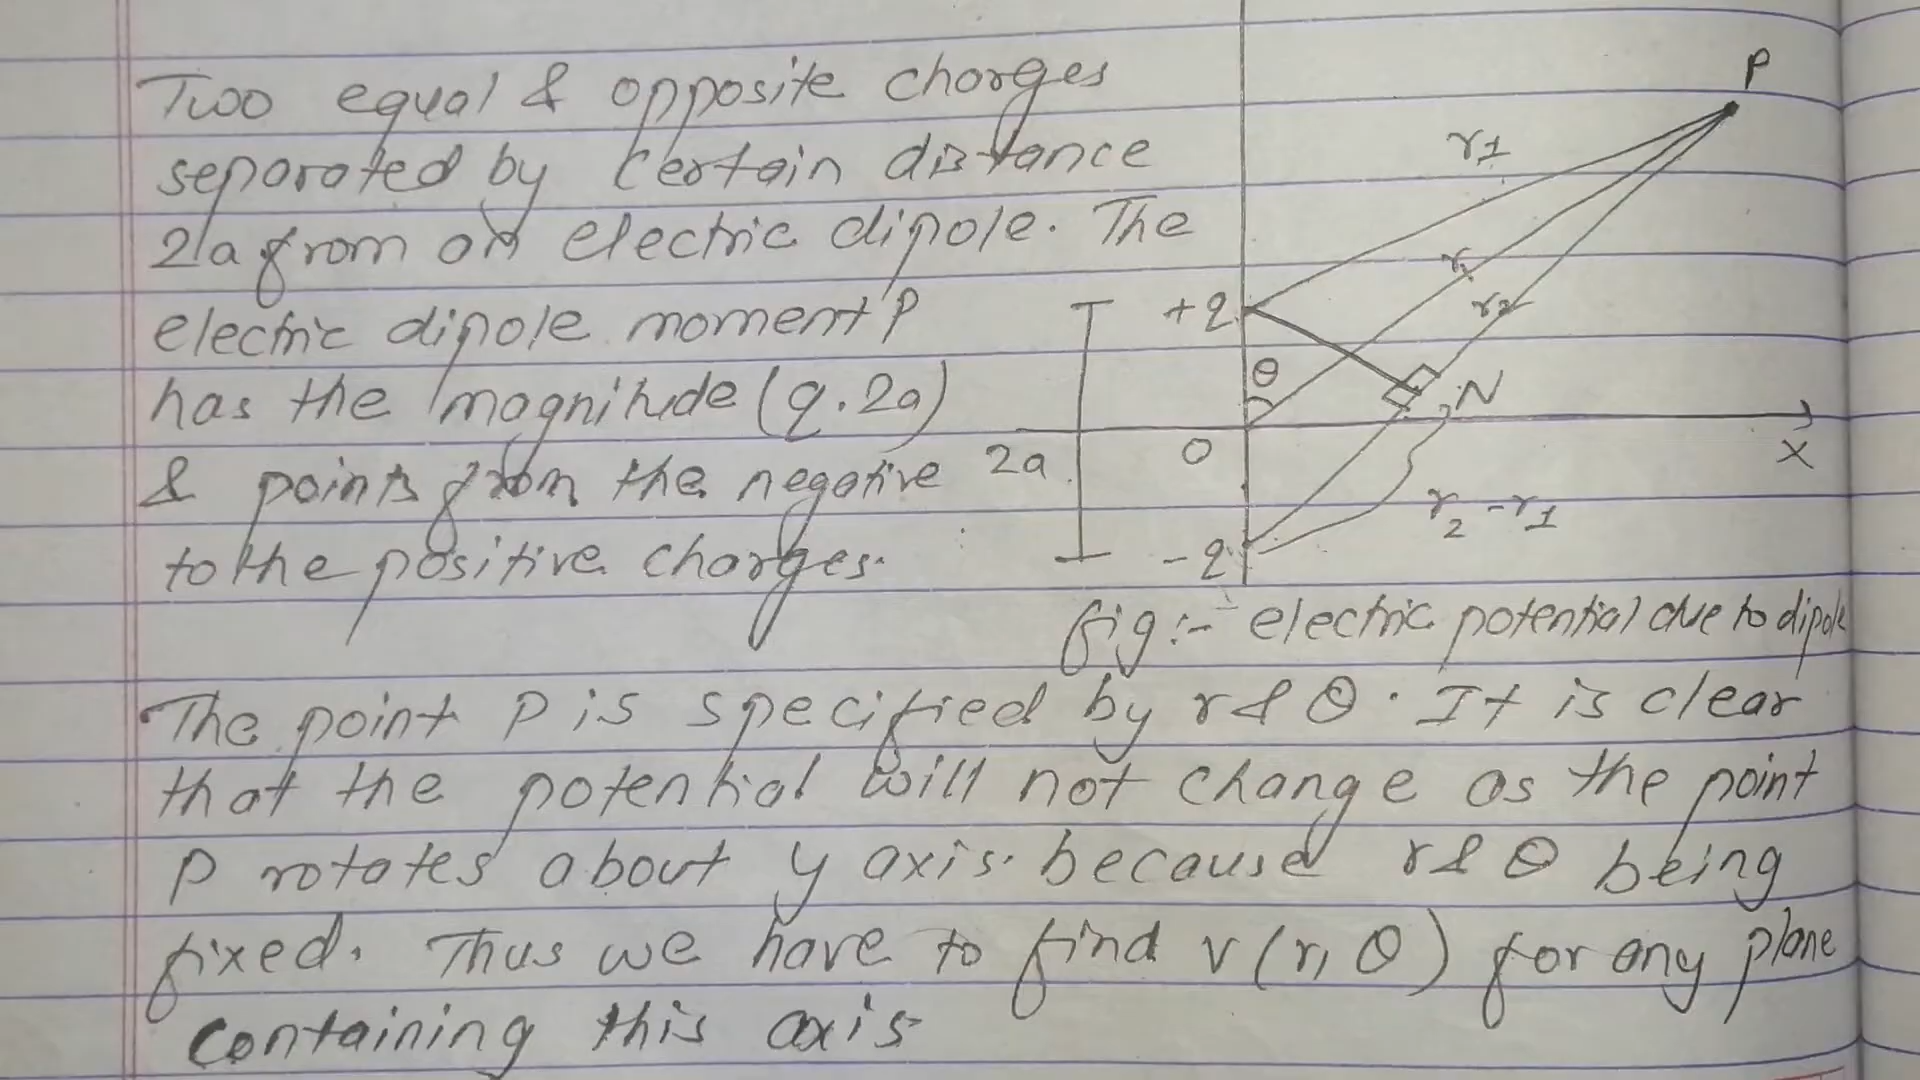 Two equal & opposite charges
separated by certain distance
2a from an electric dipole. The
electric dipole moment P
has the magnitude (q.2a)
& points from the negative
to the positive charges.
P
r1
r
r2
+q
θ
N
O
X
2a
r2-r1
-q
fig:- electric potential due to dipole
The point P is specified by r & θ. It is clear
that the potential will not change as the point
P rotates about y axis. because r & θ being
fixed. Thus we have to find v(r, θ) for any plane
containing this axis